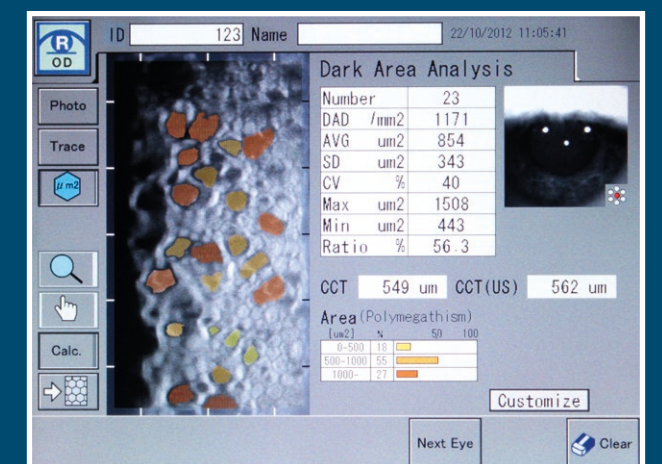 R
OD
ID 123 Name 22/10/2012 11:05:41
Photo
Trace
µm2
Calc.
Dark Area Analysis
Number 23
DAD /mm2 1171
AVG um2 854
SD um2 343
CV % 40
Max um2 1508
Min um2 443
Ratio % 56.3
CCT 549 um CCT(US) 562 um
Area(Polymegathism)
[um2] % 50 100
0-500 18
500-1000 55
1000- 27
Customize
Next Eye
Clear